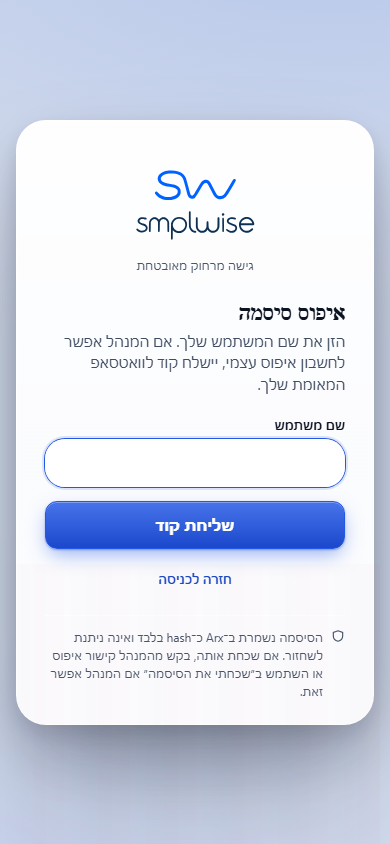 smplwise
גישה מרחוק מאובטחת
איפוס סיסמה
הזן את שם המשתמש שלך. אם המנהל אפשר
לחשבון איפוס עצמי, יישלח קוד לוואטסאפ
המאומת שלך.
שם משתמש
שליחת קוד
חזרה לכניסה
הסיסמה נשמרת ב־Arx כ־hash בלבד ואינה ניתנת
לשחזור. אם שכחת אותה, בקש מהמנהל קישור איפוס
או השתמש ב״שכחתי את הסיסמה״ אם המנהל אפשר
זאת.